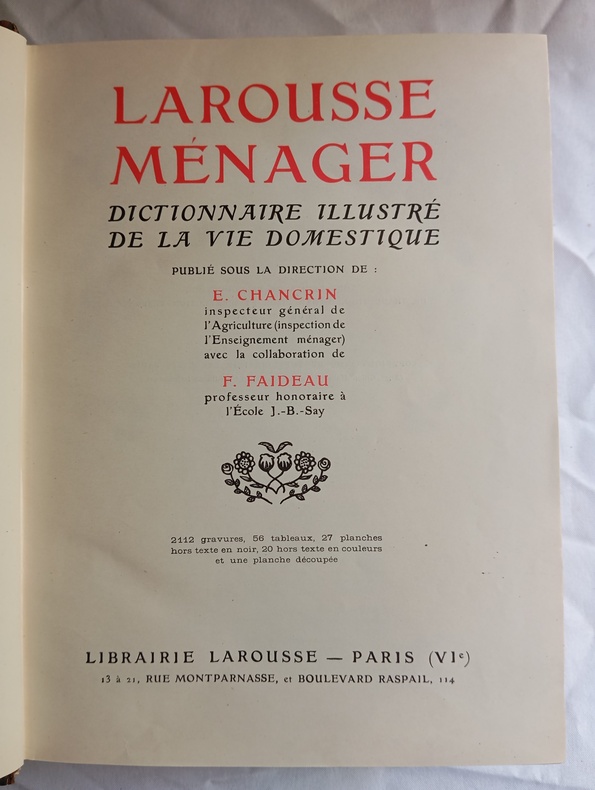 LAROUSSE
MÉNAGER
DICTIONNAIRE ILLUSTRÉ
DE LA VIE DOMESTIQUE
PUBLIÉ SOUS LA DIRECTION DE :
E. CHANCRIN
inspecteur général de
l'Agriculture (inspection de
l'Enseignement ménager)
avec la collaboration de
F. FAIDEAU
professeur honoraire à
l'École J.-B.-Say
2112 gravures, 56 tableaux, 27 planches
hors texte en noir, 20 hors texte en couleurs
et une planche découpée
LIBRAIRIE LAROUSSE — PARIS (VIe)
13 à 21, RUE MONTPARNASSE, et BOULEVARD RASPAIL, 114